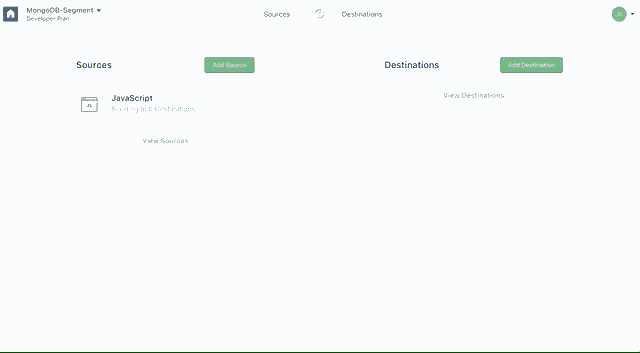 MongoDB-Segment
Developer Plan
Sources
Destinations
JK
Sources
Add Source
Destinations
Add Destination
JavaScript
Sending to 0 Destinations
View Sources
View Destinations